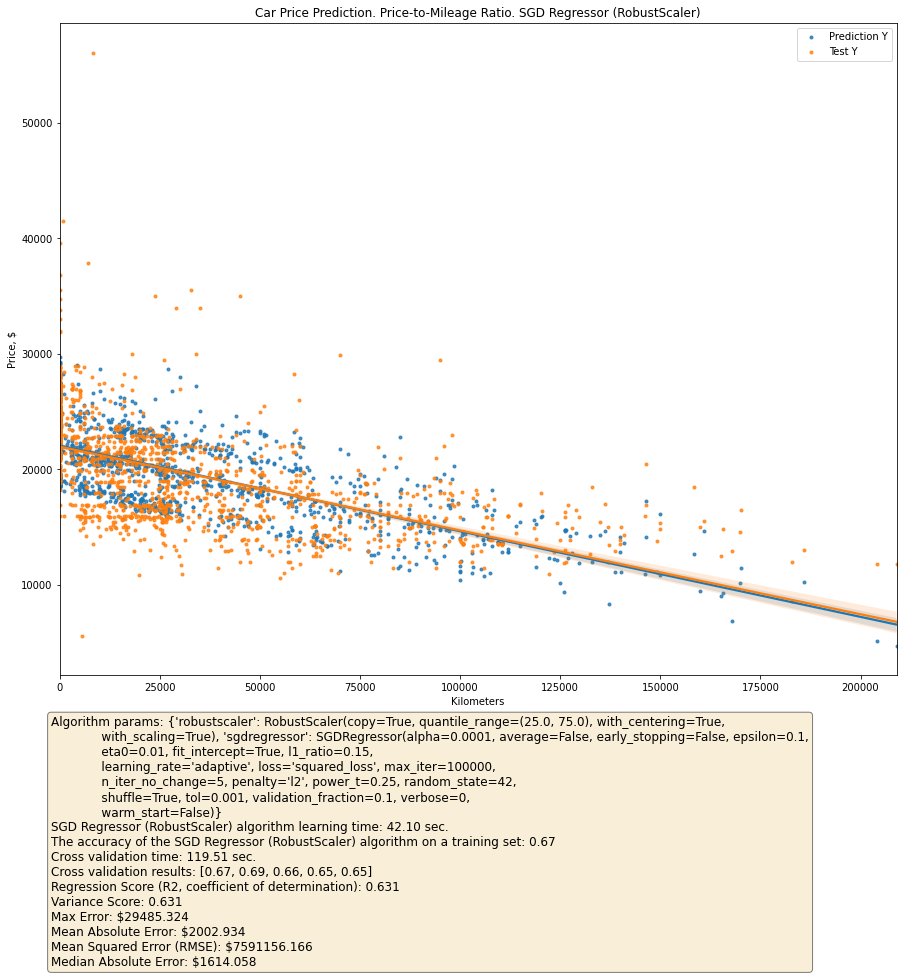 Car Price Prediction. Price-to-Mileage Ratio. SGD Regressor (RobustScaler)
Prediction Y
Test Y
50000
40000
30000
20000
10000
Price, $
0
25000
50000
75000
100000
125000
150000
175000
200000
Kilometers
Algorithm params: {'robustscaler': RobustScaler(copy=True, quantile_range=(25.0, 75.0), with_centering=True,
with_scaling=True), 'sgdregressor': SGDRegressor(alpha=0.0001, average=False, early_stopping=False, epsilon=0.1,
eta0=0.01, fit_intercept=True, l1_ratio=0.15,
learning_rate='adaptive', loss='squared_loss', max_iter=100000,
n_iter_no_change=5, penalty='l2', power_t=0.25, random_state=42,
shuffle=True, tol=0.001, validation_fraction=0.1, verbose=0,
warm_start=False)}
SGD Regressor (RobustScaler) algorithm learning time: 42.10 sec.
The accuracy of the SGD Regressor (RobustScaler) algorithm on a training set: 0.67
Cross validation time: 119.51 sec.
Cross validation results: [0.67, 0.69, 0.66, 0.65, 0.65]
Regression Score (R2, coefficient of determination): 0.631
Variance Score: 0.631
Max Error: $29485.324
Mean Absolute Error: $2002.934
Mean Squared Error (RMSE): $7591156.166
Median Absolute Error: $1614.058